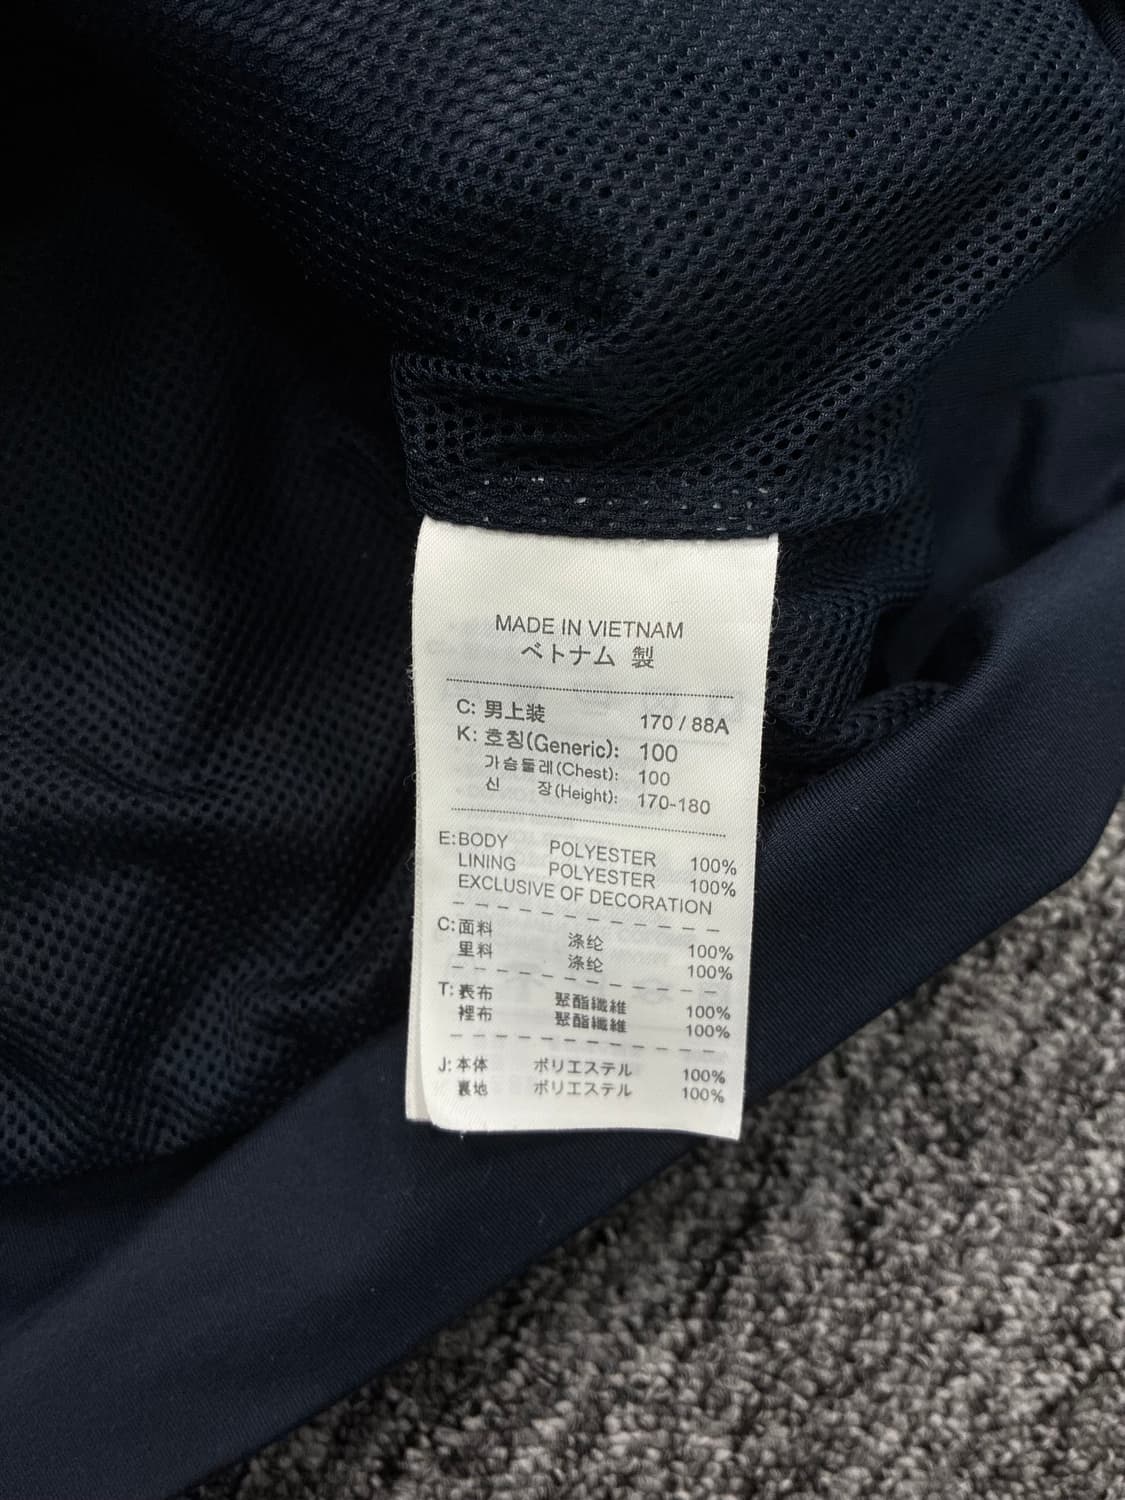 MADE IN VIETNAM
ベトナム 製
C: 男上装 170 / 88A
K: 호칭(Generic): 100
가슴둘레(Chest): 100
신 장(Height): 170-180
E: BODY POLYESTER 100%
LINING POLYESTER 100%
EXCLUSIVE OF DECORATION
C: 面料 涤纶 100%
里料 涤纶 100%
T: 表布 聚酯纖維 100%
裡布 聚酯纖維 100%
J: 本体 ポリエステル 100%
裏地 ポリエステル 100%